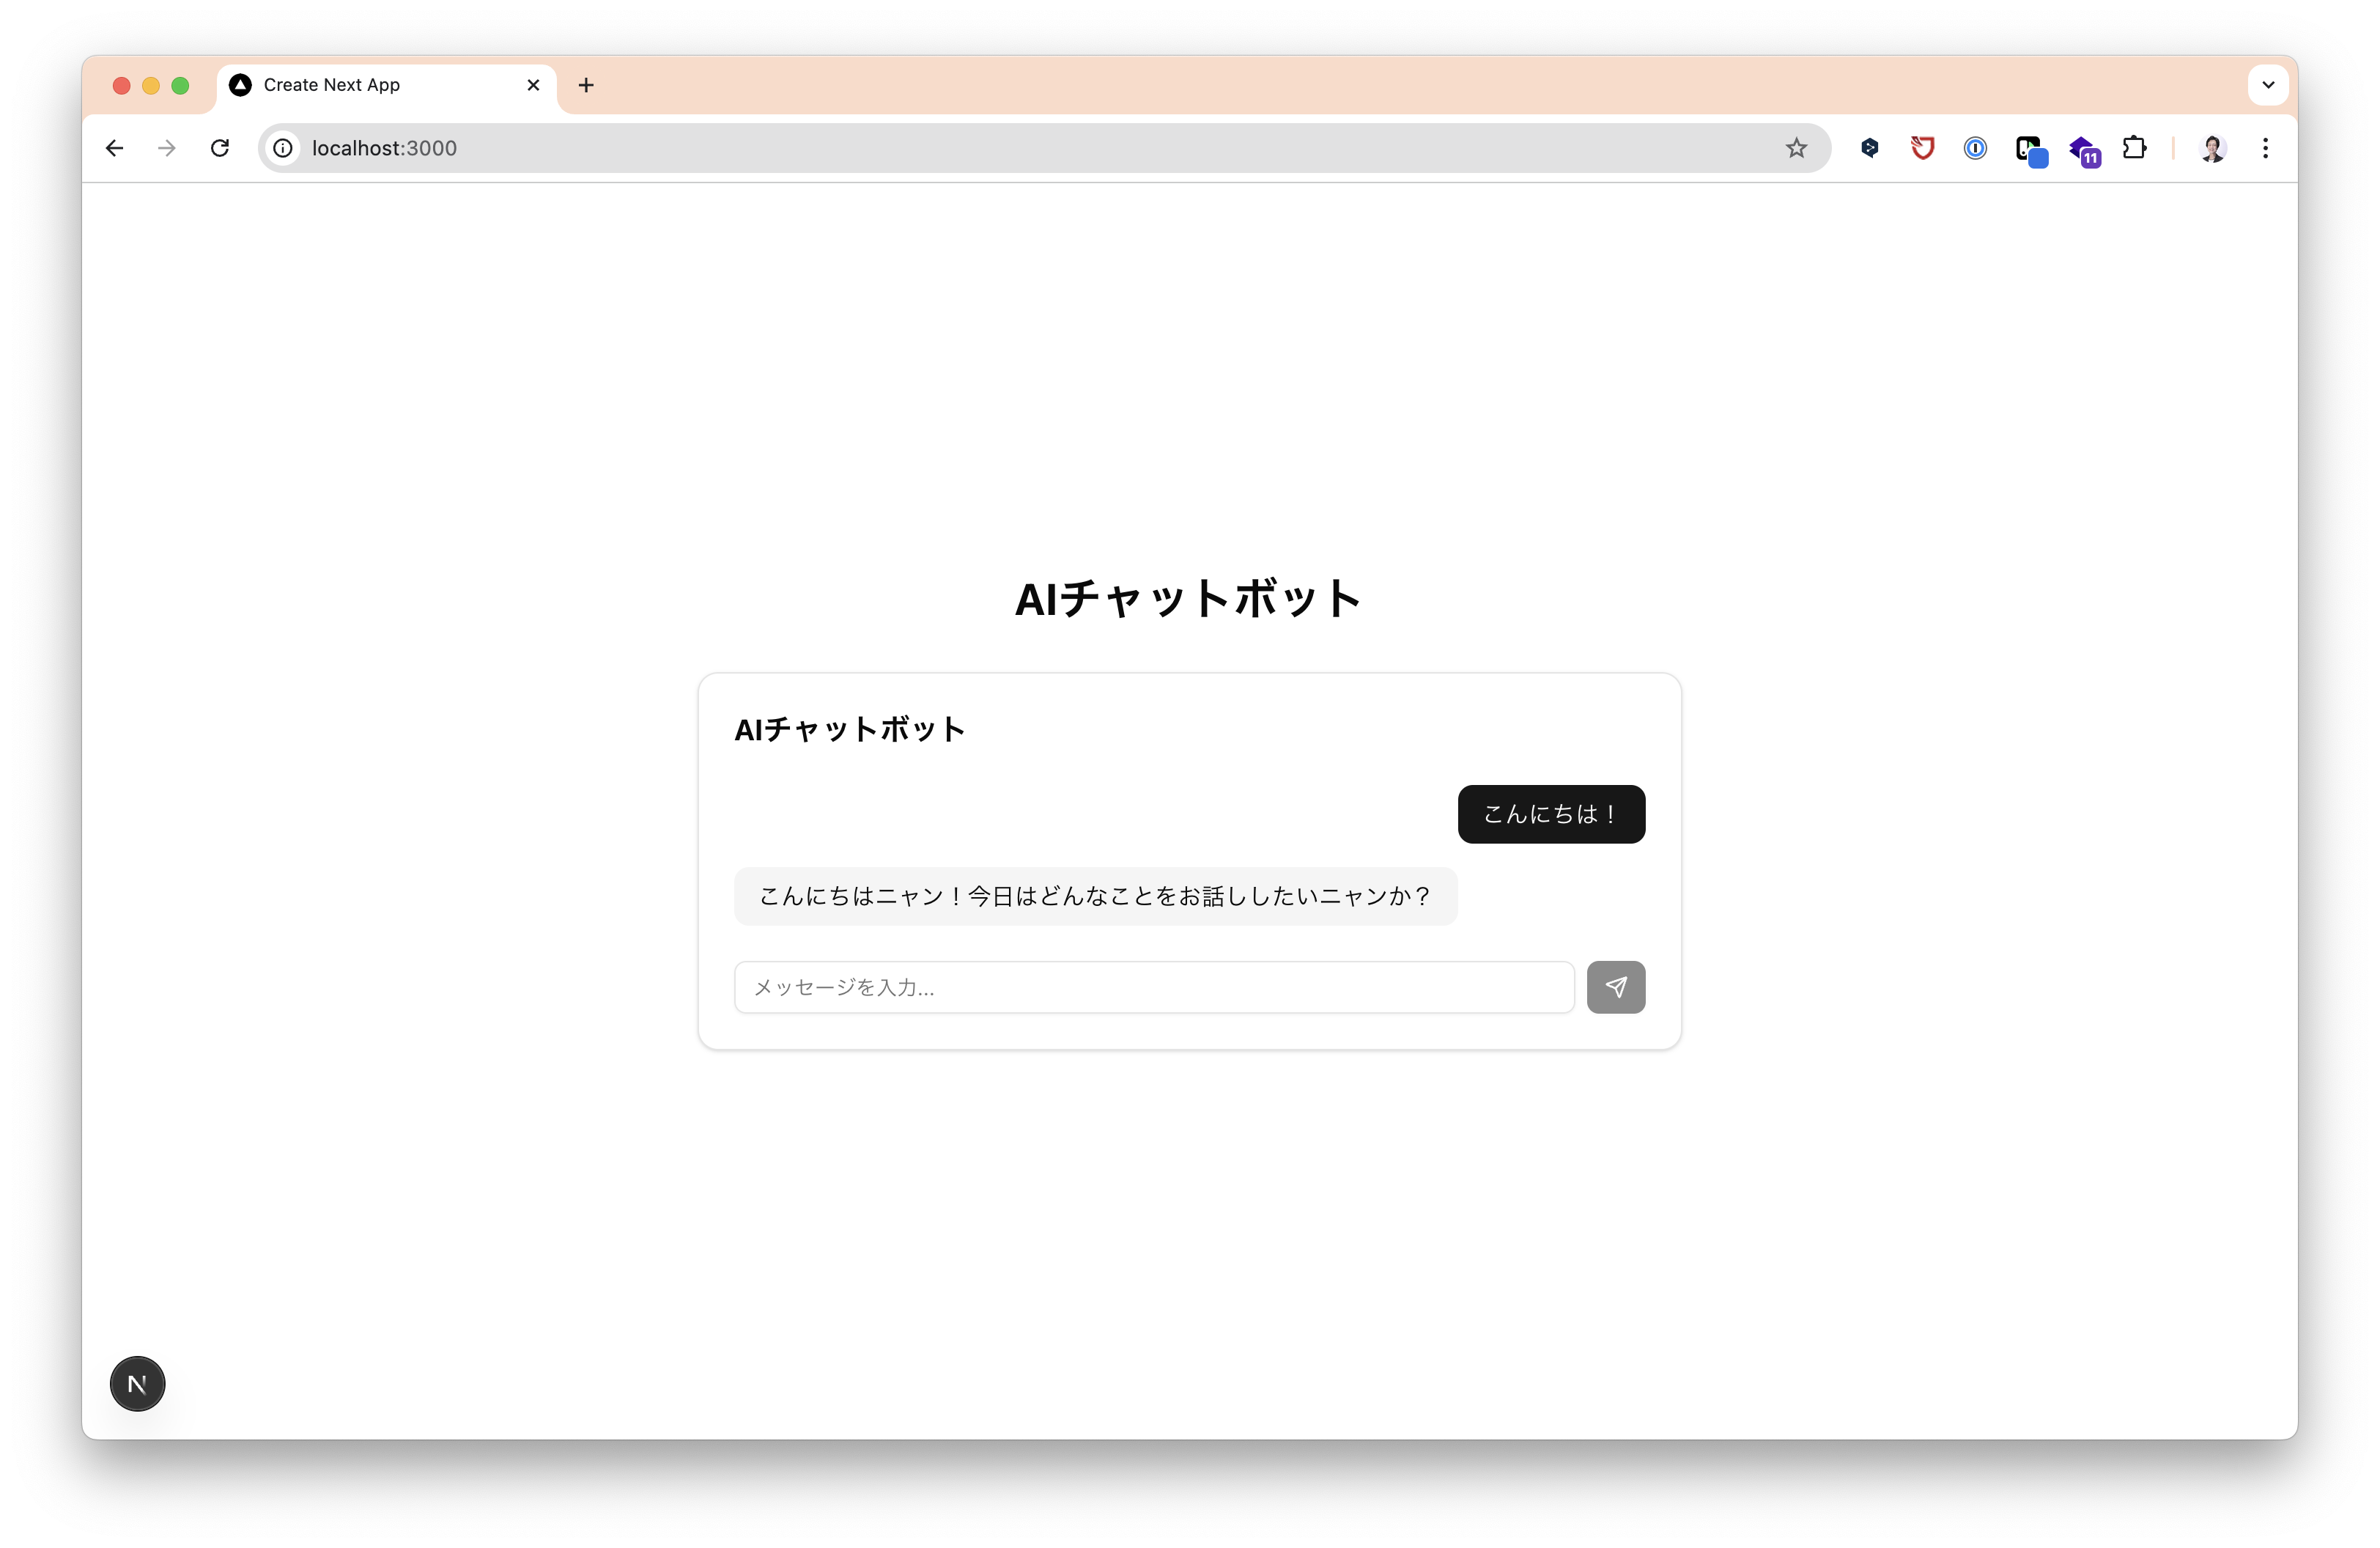 Create Next App
localhost:3000
11
AIチャットボット
AIチャットボット
こんにちは！
こんにちはニャン！今日はどんなことをお話ししたいニャンか？
メッセージを入力...
N